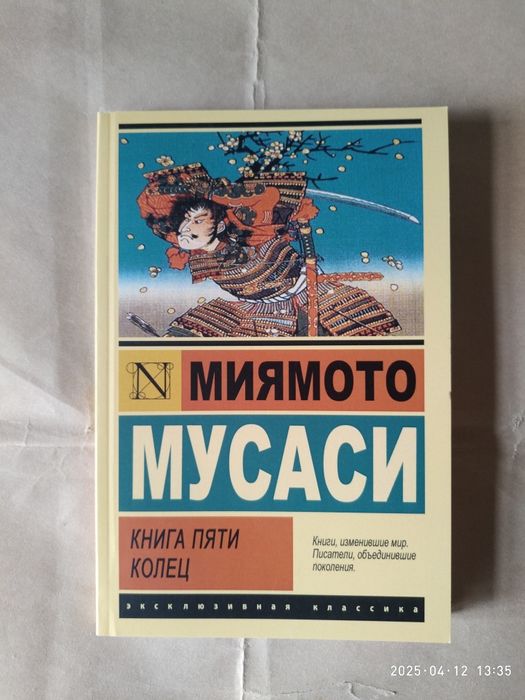 N
МИЯМОТО
МУСАСИ
КНИГА ПЯТИ
КОЛЕЦ
Книги, изменившие мир.
Писатели, объединившие
поколения.
эксклюзивная классика
2025-04-12 13:35